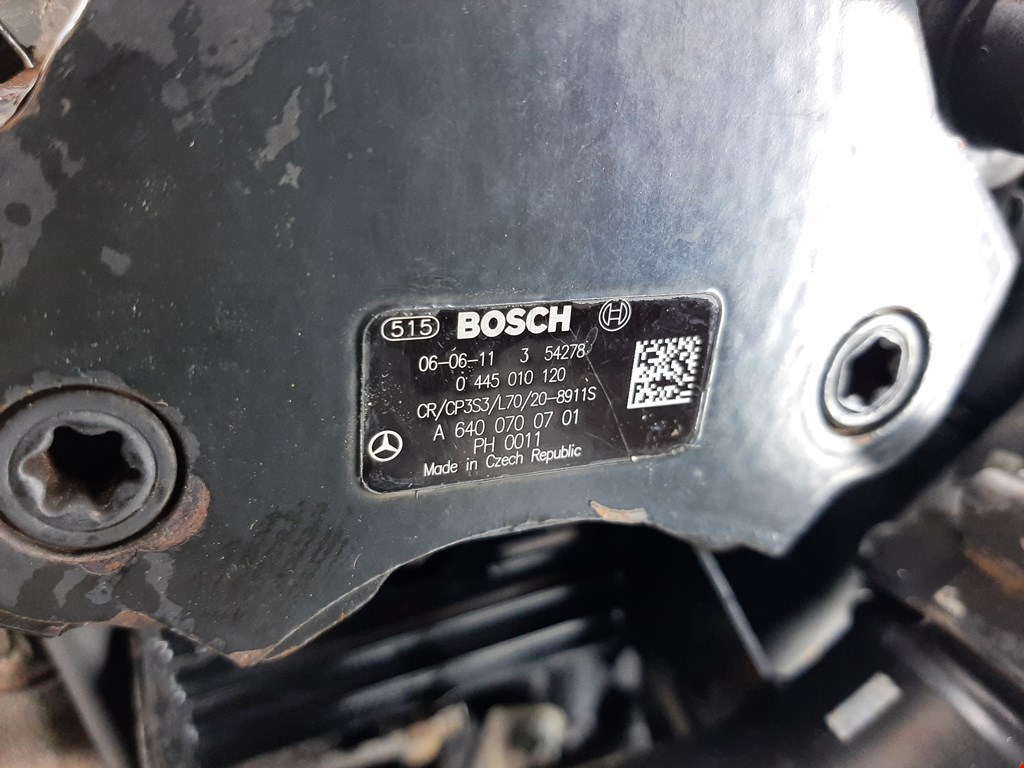 515 BOSCH H
06-06-11 3 54278
0 445 010 120
CR/CP3S3/L70/20-8911S
A 640 070 07 01
PH 0011
Made in Czech Republic